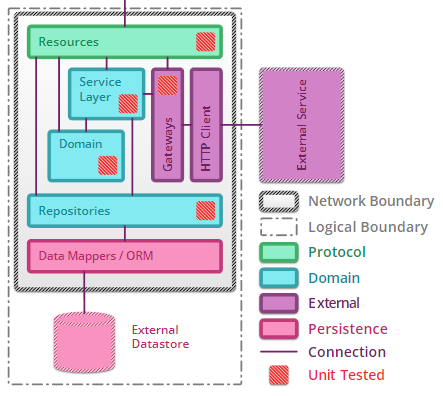 Resources
Service
Layer
Domain
Gateways
HTTP Client
External Service
Repositories
Data Mappers / ORM
External
Datastore
Network Boundary
Logical Boundary
Protocol
Domain
External
Persistence
Connection
Unit Tested